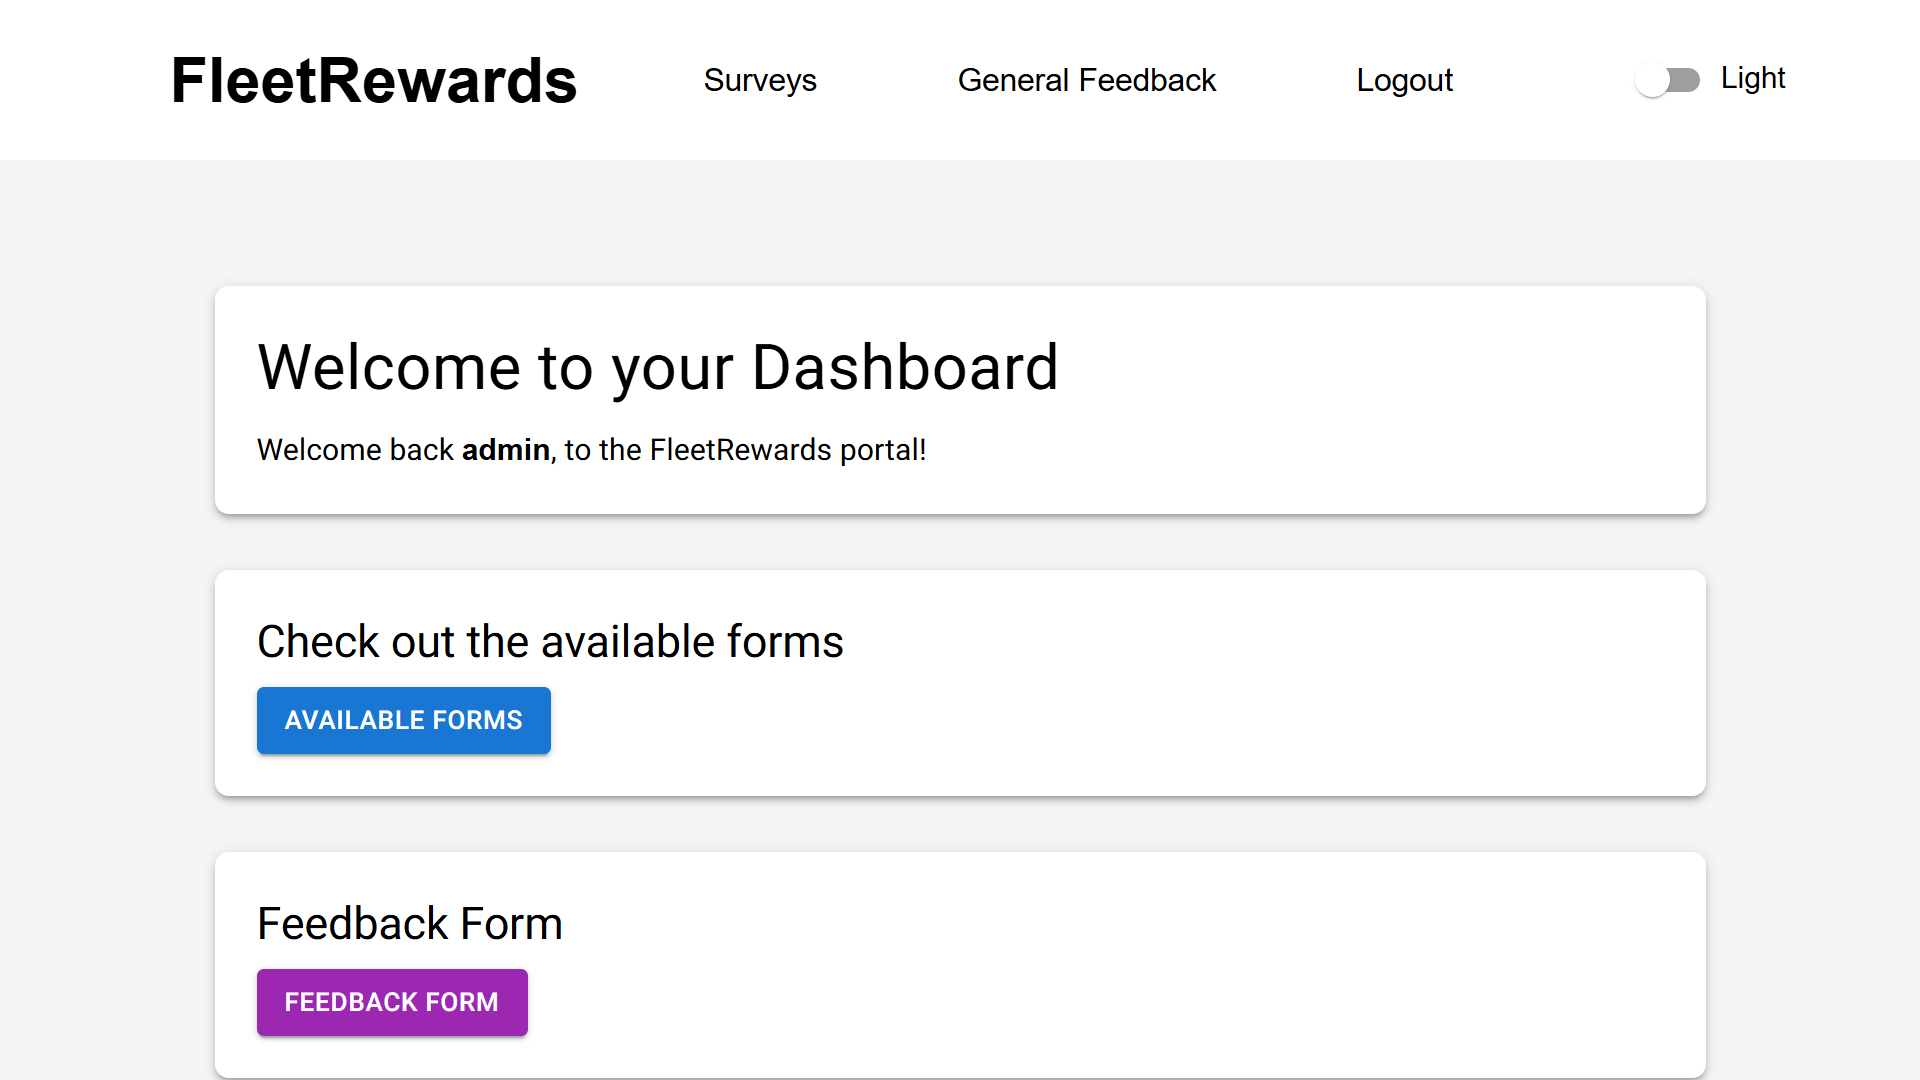 FleetRewards Surveys General Feedback Logout Light
Welcome to your Dashboard
Welcome back admin, to the FleetRewards portal!
Check out the available forms
AVAILABLE FORMS
Feedback Form
FEEDBACK FORM